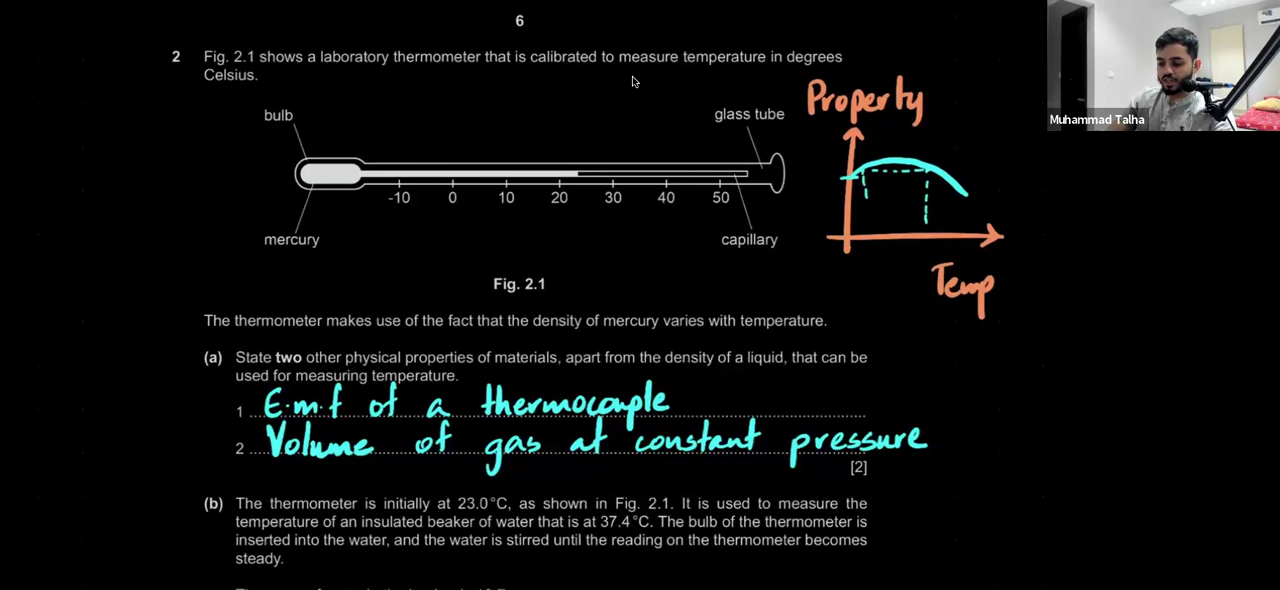 6
2 Fig. 2.1 shows a laboratory thermometer that is calibrated to measure temperature in degrees
Celsius.
Property
bulb
glass tube
Muhammad Talha
-10 0 10 20 30 40 50
mercury
capillary
Temp
Fig. 2.1
The thermometer makes use of the fact that the density of mercury varies with temperature.
(a) State two other physical properties of materials, apart from the density of a liquid, that can be
used for measuring temperature.
1 E.m.f of a thermocouple
2 Volume of gas at constant pressure
[2]
(b) The thermometer is initially at 23.0°C, as shown in Fig. 2.1. It is used to measure the
temperature of an insulated beaker of water that is at 37.4°C. The bulb of the thermometer is
inserted into the water, and the water is stirred until the reading on the thermometer becomes
steady.